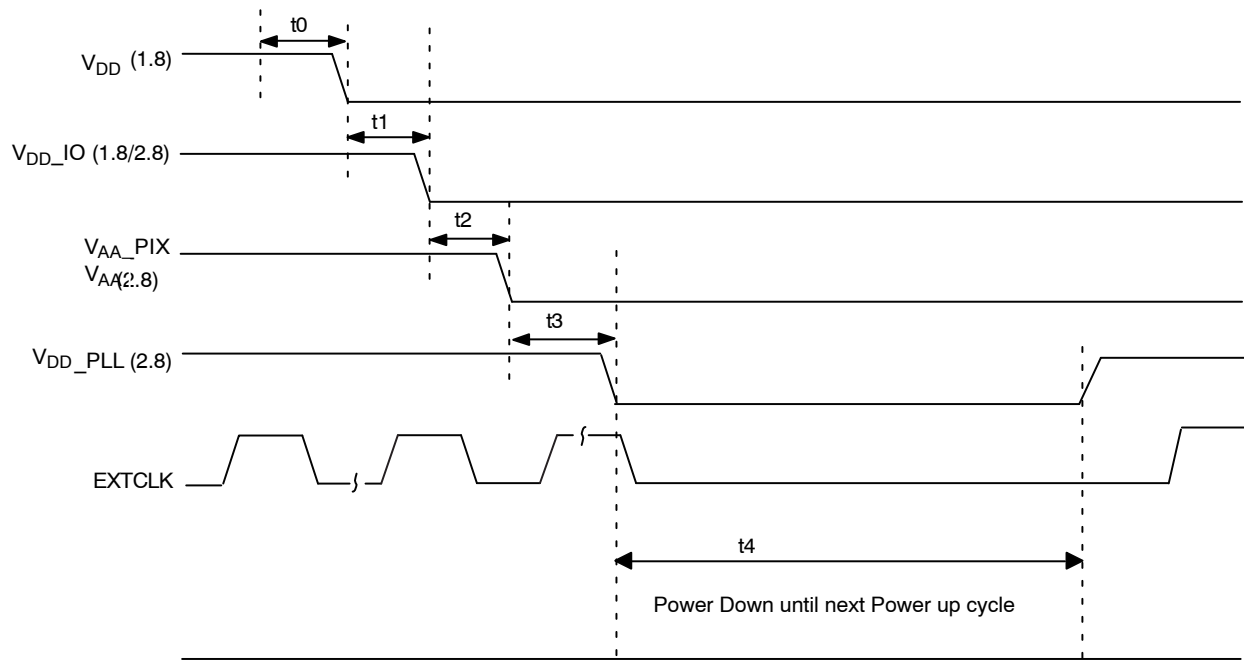 t0
VDD (1.8)
t1
VDD_IO (1.8/2.8)
t2
VAA_PIX
VAA(2.8)
t3
VDD_PLL (2.8)
EXTCLK
t4
Power Down until next Power up cycle